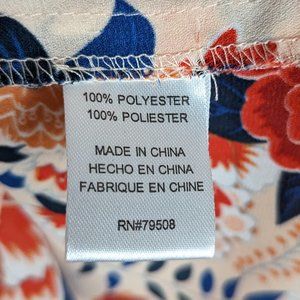 100% POLYESTER
100% POLIESTER
MADE IN CHINA
HECHO EN CHINA
FABRIQUE EN CHINE
RN#79508